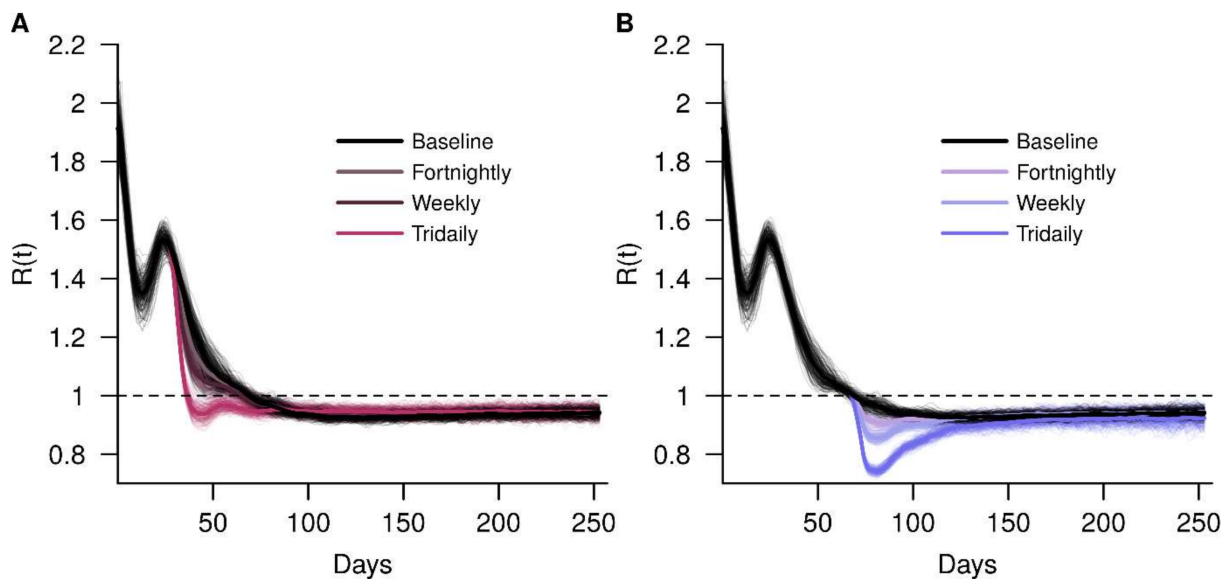 A
2.2
2
1.8
1.6
1.4
1.2
1
0.8
R(t)
Baseline
Fortnightly
Weekly
Tridaily
50
100
150
200
250
Days
B
2.2
2
1.8
1.6
1.4
1.2
1
0.8
R(t)
Baseline
Fortnightly
Weekly
Tridaily
50
100
150
200
250
Days